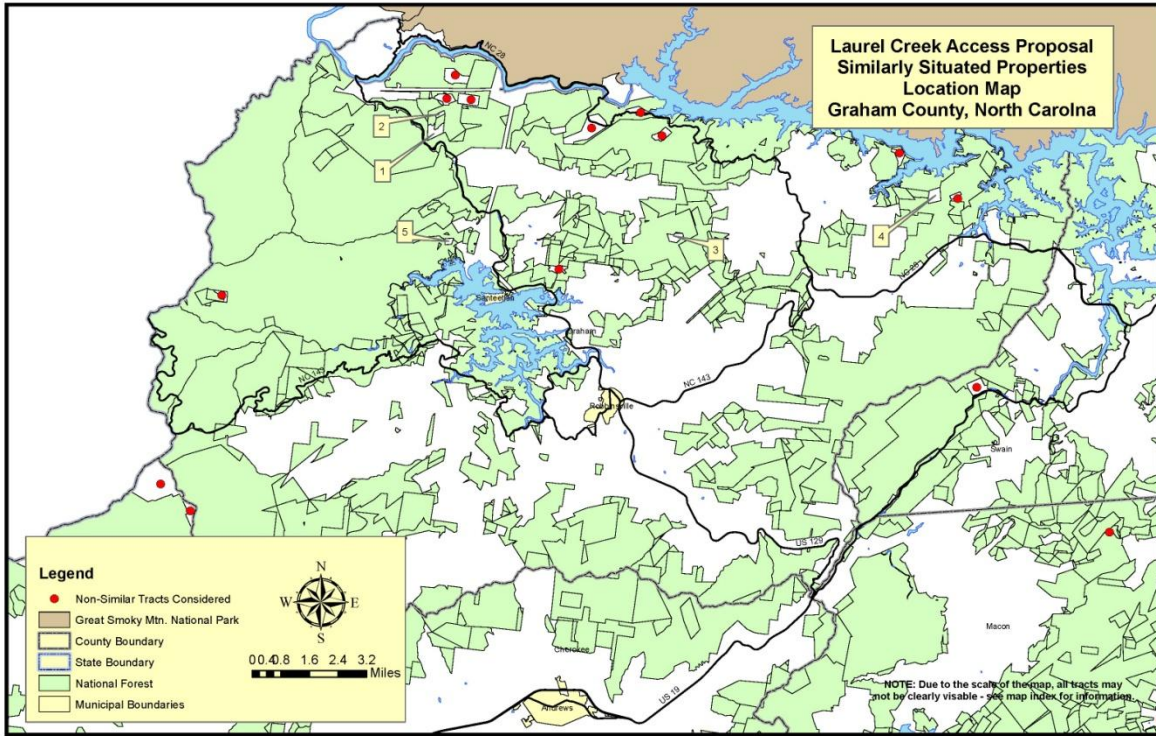 Laurel Creek Access Proposal
Similarly Situated Properties
Location Map
Graham County, North Carolna
NC 28
2
1
5
3
4
NC 28
Santeetlah
Graham
NC 143
NC 143
Robbinsville
Swain
US 129
Macon
Cherokee
US 19
Andrews
Legend
Non-Similar Tracts Considered
Great Smoky Mtn. National Park
County Boundary
State Boundary
National Forest
Municipal Boundaries
N
W E
S
0 0.4 0.8 1.6 2.4 3.2
Miles
NOTE: Due to the scale of the map, all tracts may
not be clearly visable - see map index for information.